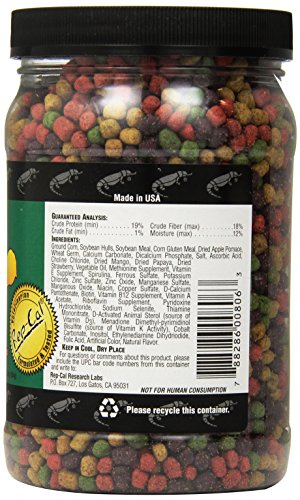 Made in USA
GUARANTEED ANALYSIS:
Crude Protein (min) 19% Crude Fiber (max) 18%
Crude Fat (min) 1% Moisture (max) 12%
INGREDIENTS:
Ground Corn, Soybean Hulls, Soybean Meal, Corn Gluten Meal, Dried Apple Pomace,
Wheat Germ, Calcium Carbonate, Dicalcium Phosphate, Salt, Ascorbic Acid,
Choline Chloride, Dried Mango, Dried Papaya, Dried
Strawberry, Vegetable Oil, Methionine Supplement, Vitamin
E Supplement, Spirulina, Ferrous Sulfate, Potassium
Chloride, Zinc Sulfate, Zinc Oxide, Manganous Sulfate,
Manganous Oxide, Niacin, Copper Sulfate, D-Calcium
Pantothenate, Biotin, Vitamin B12 Supplement, Vitamin
A Acetate, Riboflavin Supplement, Pyridoxine
Hydrochloride, Sodium Selenite, Thiamine
Mononitrate, D-Activated Animal Sterol (source of
Vitamin D3), Menadione Dimethyl-pyrimidinol
Bisulfite (source of Vitamin K Activity), Cobalt
Carbonate, Inositol, Ethylenediamine Dihydroiodide,
Folic Acid, Artificial Color, Natural Flavor.
KEEP IN COOL, DRY PLACE
For questions or comments about this product, please
include the UPC bar code numbers from this container
and contact:
Rep-Cal Research Labs
P.O. Box 727, Los Gatos, CA 95031
NOT FOR HUMAN CONSUMPTION
7 88286 00806 3
Please recycle this container.
Rep-Cal